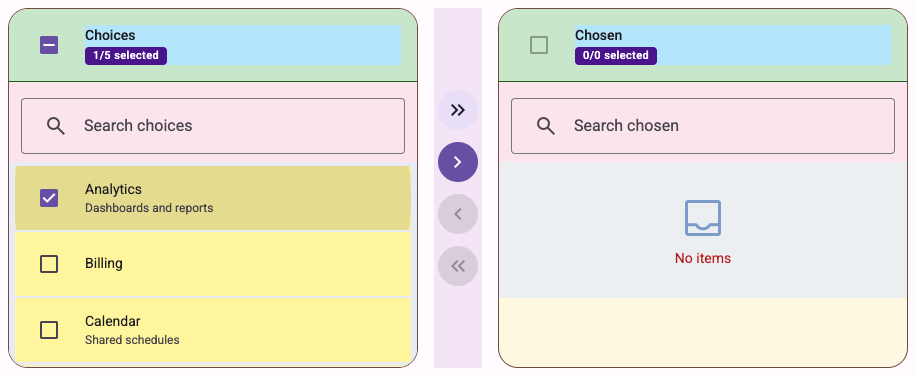 Choices
1/5 selected
Search choices
Analytics
Dashboards and reports
Billing
Calendar
Shared schedules
Chosen
0/0 selected
Search chosen
No items